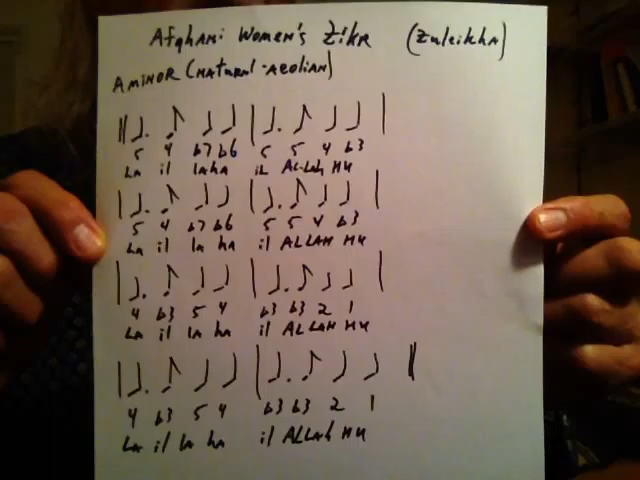 Afghani Women's Zikr (Zuleikha)
Aminor (natural-aeolian)
5 4 b7 b6 5 5 4 b3
La il laha il Allah Hu
5 4 b7 b6 5 5 4 b3
La il la ha il ALLAH HU
4 b3 5 4 b3 b3 2 1
La il la ha il ALLAH HU
4 b3 5 4 b3 b3 2 1
La il la ha il ALLAH HU